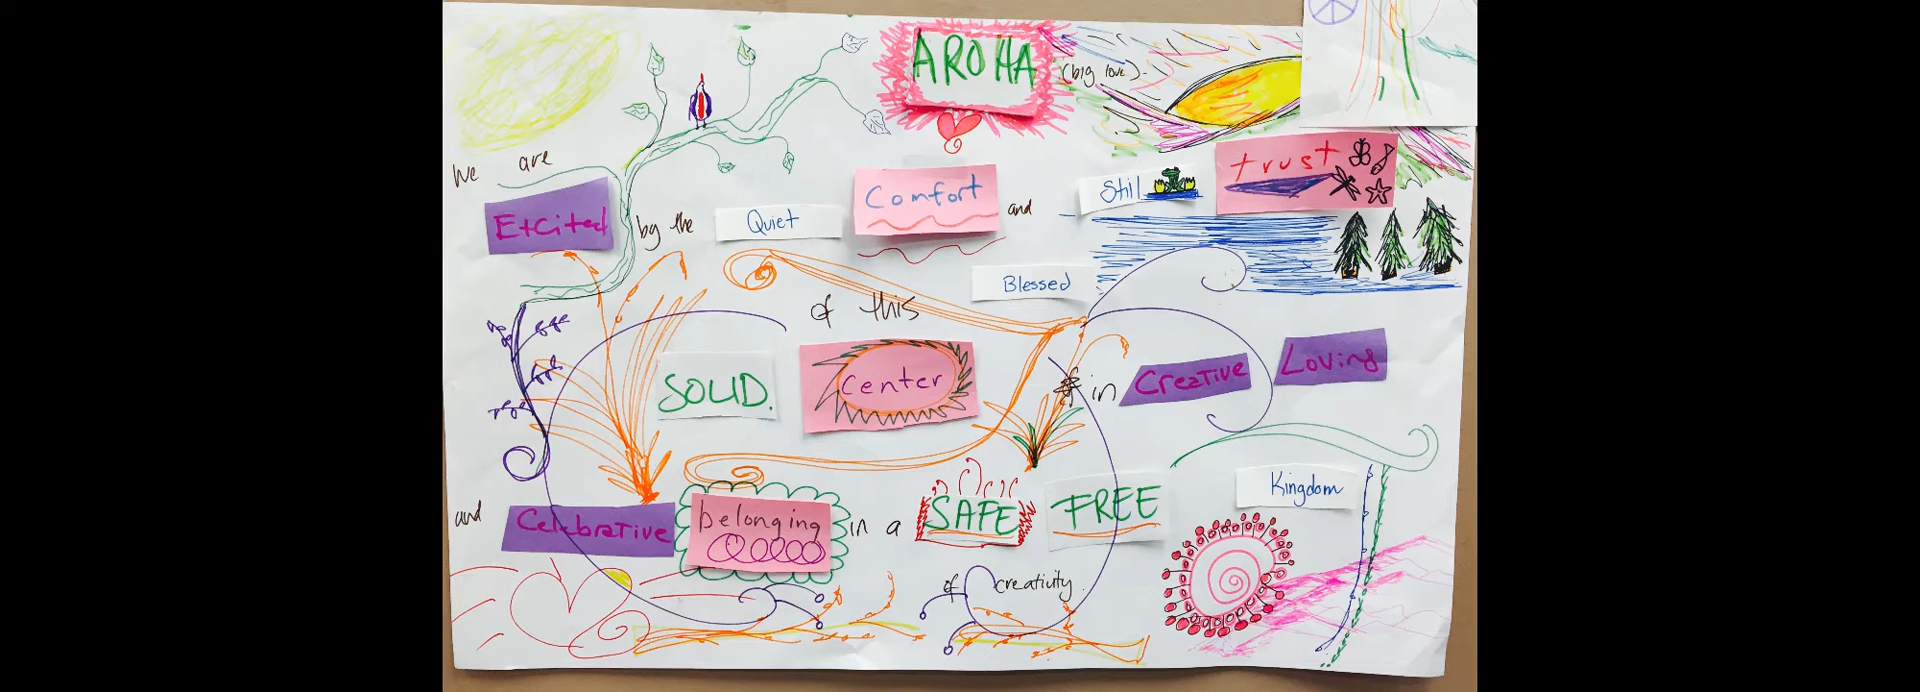 AROHA (big love).
We are
Excited by the Quiet Comfort and Still trust
Blessed
of this
SOLID. Center in Creative Loving
and Celebrative belonging in a SAFE FREE Kingdom
of creativity.